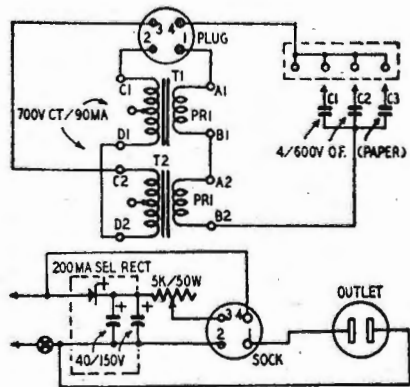 3 4
2 1
PLUG
C1
T1
A1
700V CT/90MA
PRI
D1
B1
T2
C2
A2
PRI
D2
B2
C1 C2 C3
4/600V O.F. (PAPER)
200MA SEL RECT
+
5K/50W
+ +
40/150V
3 4
2 1
SOCK
OUTLET